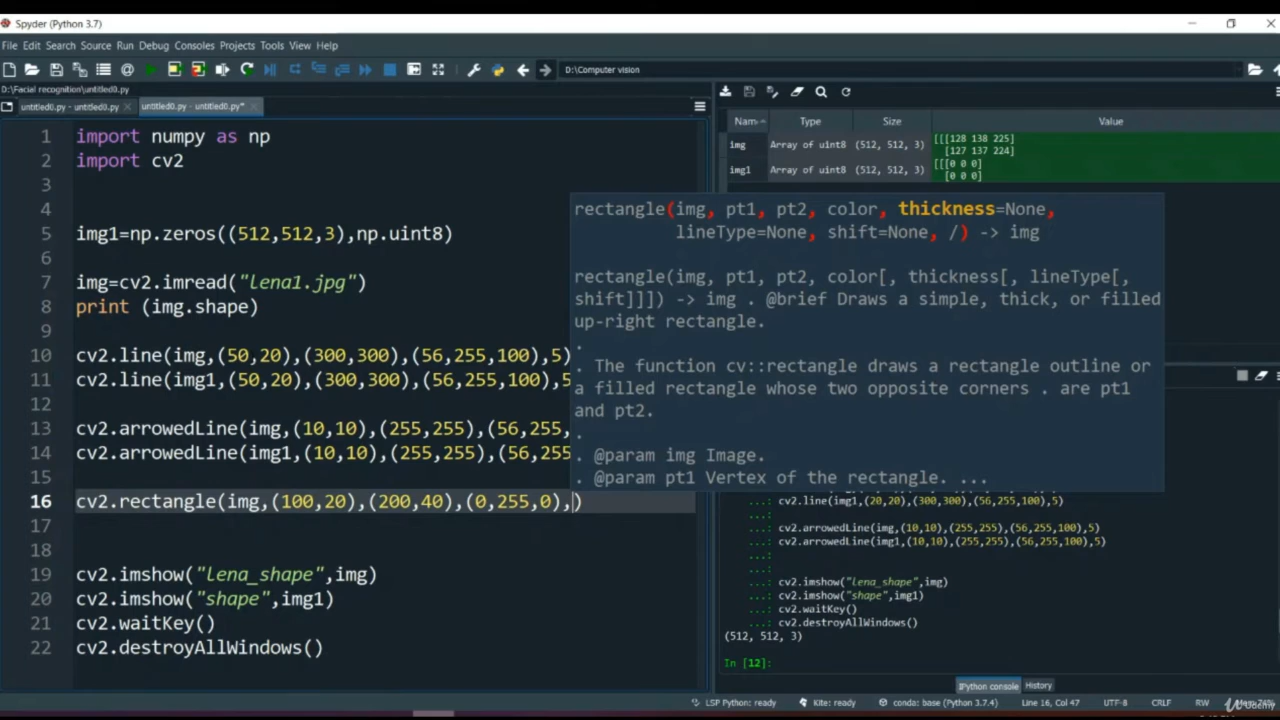 Spyder (Python 3.7)
File Edit Search Source Run Debug Consoles Projects Tools View Help
D:\Computer vision
D:\Facial recognition\untitled0.py
untitled0.py - untitled0.py
untitled0.py - untitled0.py*
1 import numpy as np
2 import cv2
3
4
5 img1=np.zeros((512,512,3),np.uint8)
6
7 img=cv2.imread("lena1.jpg")
8 print (img.shape)
9
10 cv2.line(img,(50,20),(300,300),(56,255,100),5)
11 cv2.line(img1,(50,20),(300,300),(56,255,100),5
12
13 cv2.arrowedLine(img,(10,10),(255,255),(56,255,
14 cv2.arrowedLine(img1,(10,10),(255,255),(56,255
15
16 cv2.rectangle(img,(100,20),(200,40),(0,255,0),)
17
18
19 cv2.imshow("lena_shape",img)
20 cv2.imshow("shape",img1)
21 cv2.waitKey()
22 cv2.destroyAllWindows()
rectangle(img, pt1, pt2, color, thickness=None,
lineType=None, shift=None, /) -> img
rectangle(img, pt1, pt2, color[, thickness[, lineType[,
shift]]]) -> img . @brief Draws a simple, thick, or filled
up-right rectangle.
.
. The function cv::rectangle draws a rectangle outline or
a filled rectangle whose two opposite corners . are pt1
and pt2.
.
. @param img Image.
. @param pt1 Vertex of the rectangle. ...
Nam Type Size Value
img Array of uint8 (512, 512, 3) [[[128 138 225]
[127 137 224]
img1 Array of uint8 (512, 512, 3) [[[0 0 0]
[0 0 0]
...: cv2.line(img1,(20,20),(300,300),(56,255,100),5)
...:
...: cv2.arrowedLine(img,(10,10),(255,255),(56,255,100),5)
...: cv2.arrowedLine(img1,(10,10),(255,255),(56,255,100),5)
...:
...:
...: cv2.imshow("lena_shape",img)
...: cv2.imshow("shape",img1)
...: cv2.waitKey()
...: cv2.destroyAllWindows()
(512, 512, 3)
In [12]:
IPython console History
LSP Python: ready Kite: ready conda: base (Python 3.7.4) Line 16, Col 47 UTF-8 CRLF RW
Udemy